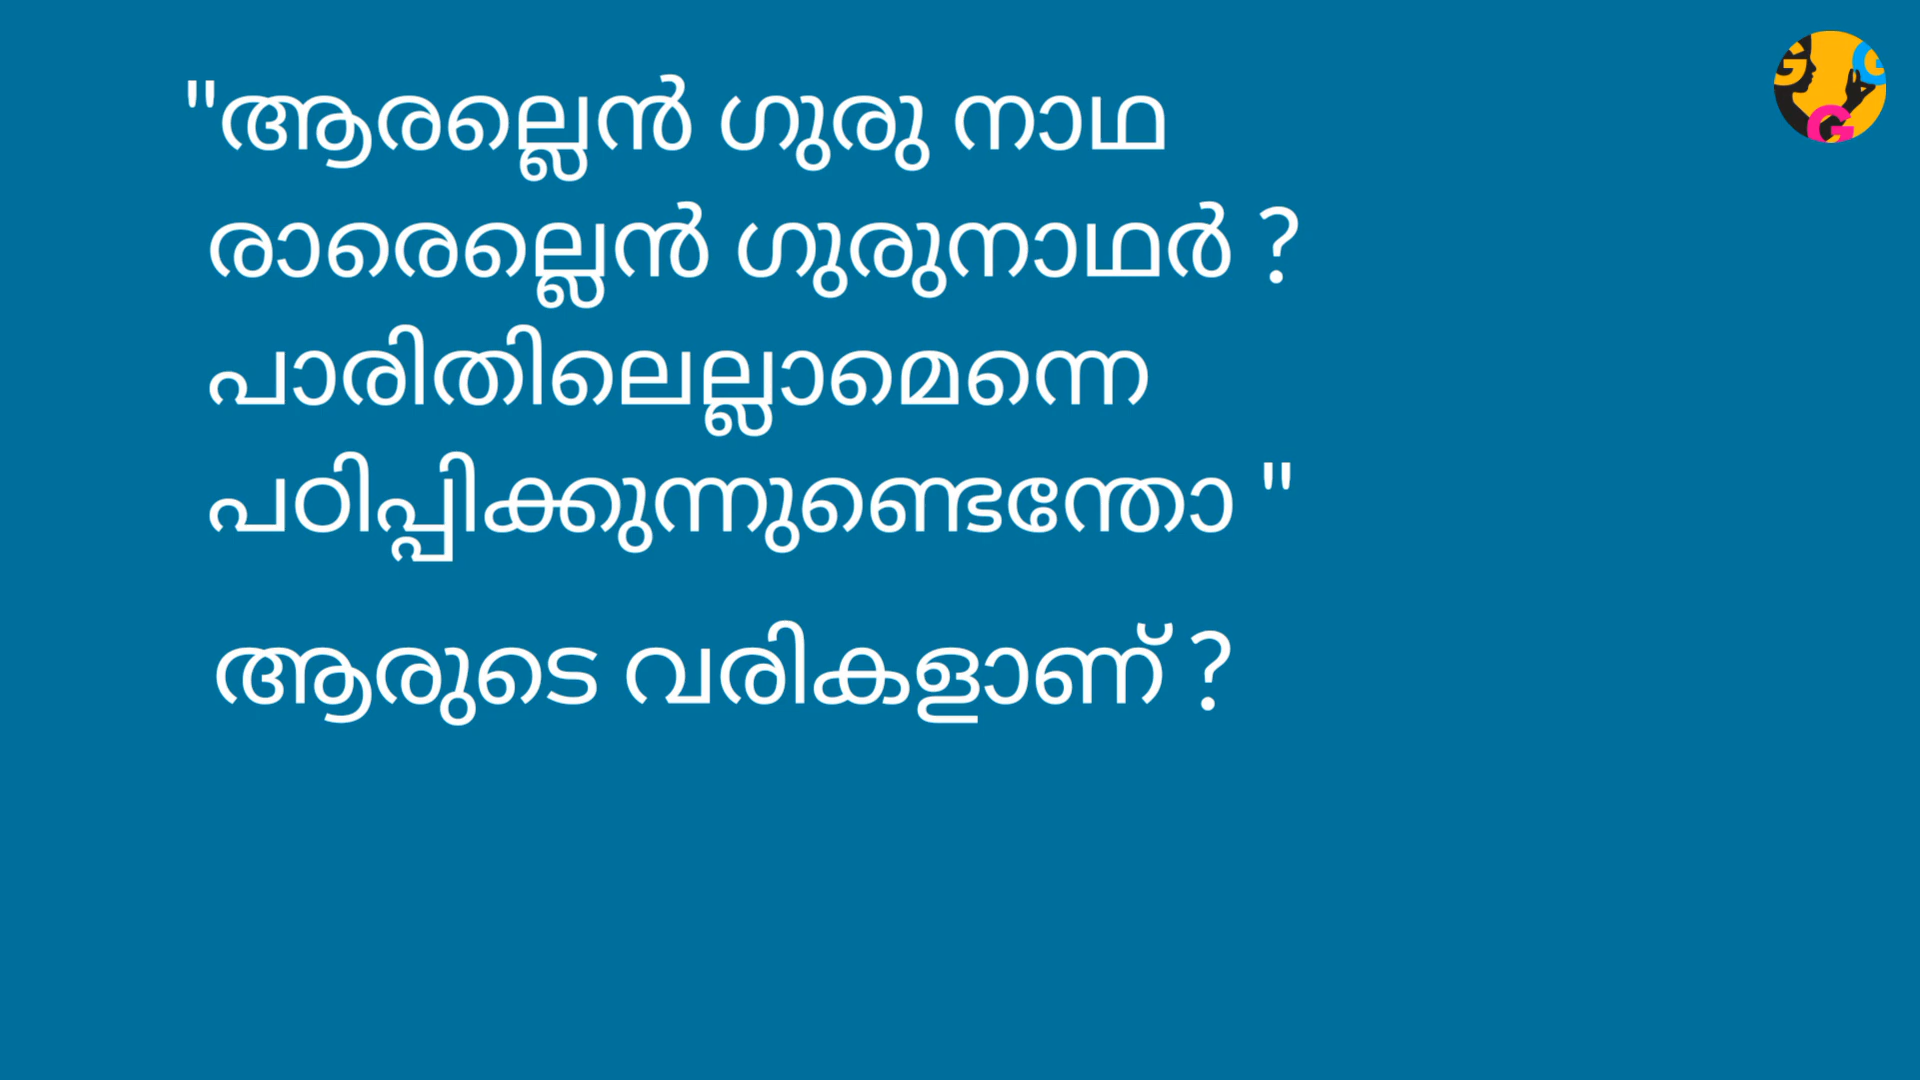 "ആരല്ലെൻ ഗുരു നാഥ
രാരെല്ലെൻ ഗുരുനാഥർ ?
പാരിതിലെല്ലാമെന്നെ
പഠിപ്പിക്കുന്നുണ്ടെന്തോ "
ആരുടെ വരികളാണ് ?
G G
G